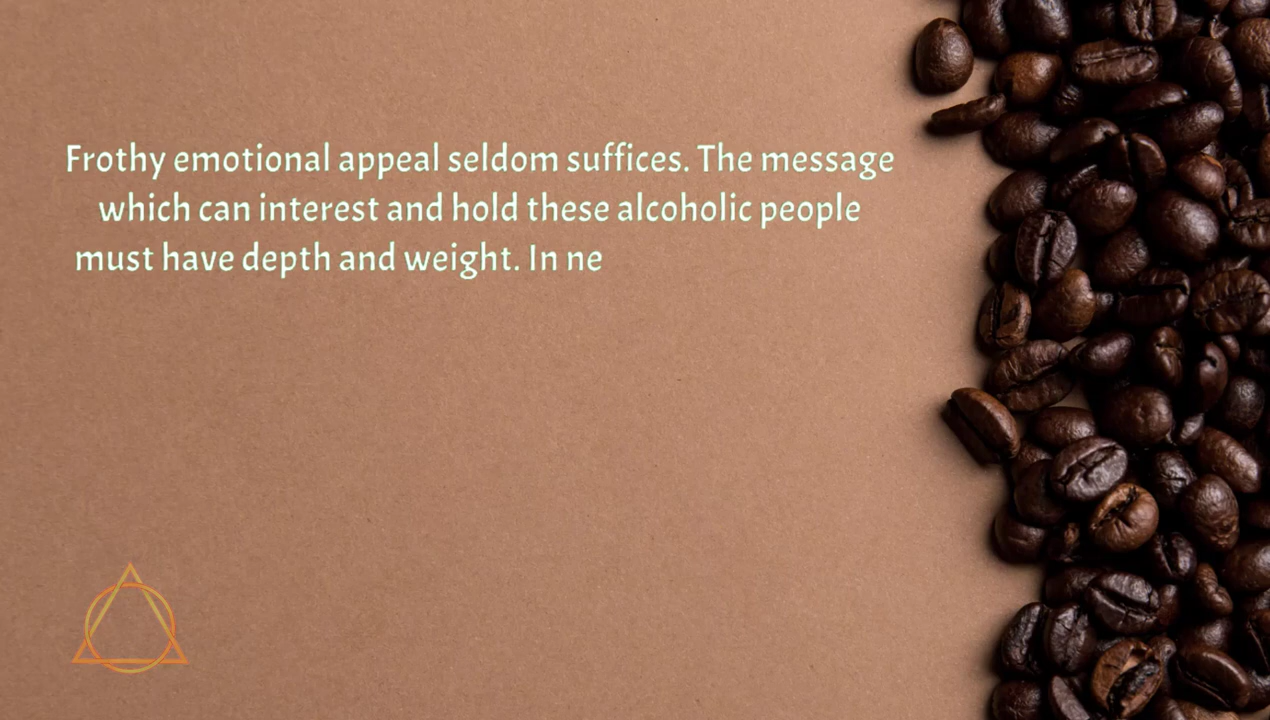 Frothy emotional appeal seldom suffices. The message
which can interest and hold these alcoholic people
must have depth and weight. In ne